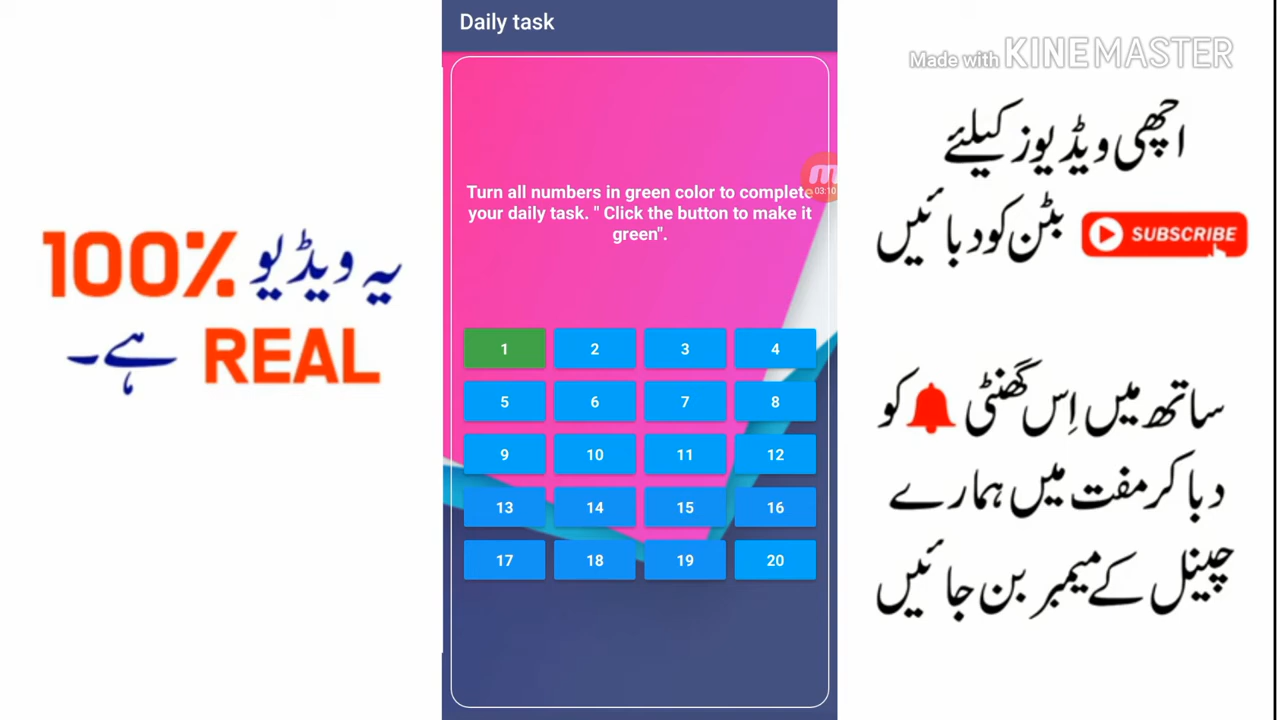 Daily task
Turn all numbers in green color to complete
your daily task. " Click the button to make it
green".
1 2 3 4
5 6 7 8
9 10 11 12
13 14 15 16
17 18 19 20
یہ ویڈیو 100%
REAL ہے۔
Made with KINEMASTER
03:10
اچھی ویڈیوز کیلئے
SUBSCRIBE بٹن کو دبائیں
ساتھ میں اِس گھنٹی کو
دبا کر مفت میں ہمارے
چینل کے میمبر بن جائیں